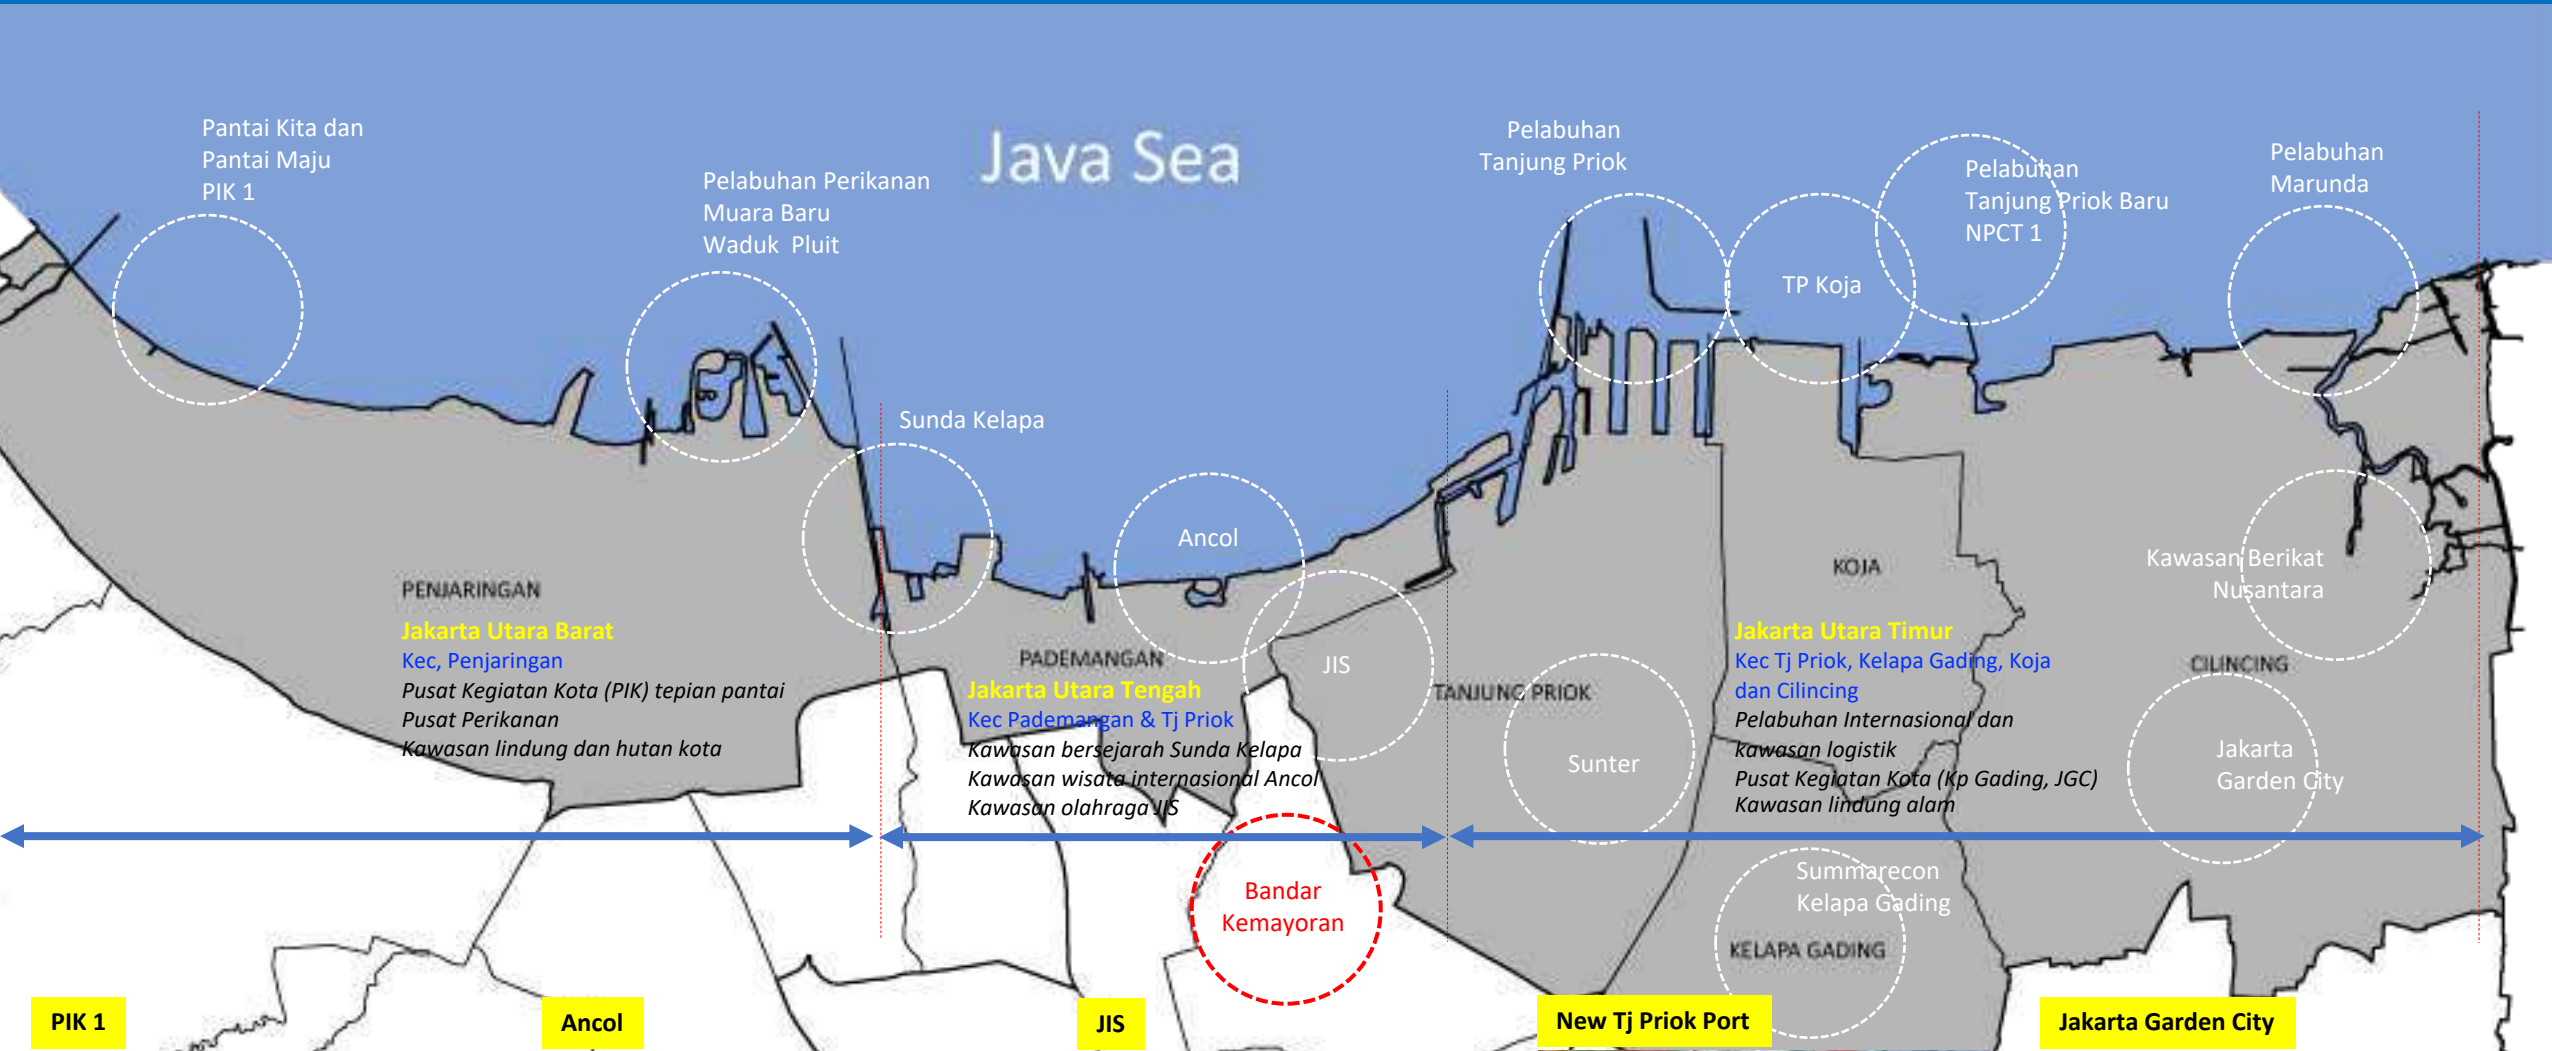 Pantai Kita dan
Pantai Maju
PIK 1
Pelabuhan Perikanan
Muara Baru
Waduk Pluit
Java Sea
Pelabuhan
Tanjung Priok
TP Koja
Pelabuhan
Tanjung Priok Baru
NPCT 1
Pelabuhan
Marunda
Sunda Kelapa
Ancol
JIS
KOJA
Kawasan Berikat
Nusantara
PENJARINGAN
Jakarta Utara Barat
Kec, Penjaringan
Pusat Kegiatan Kota (PIK) tepian pantai
Pusat Perikanan
Kawasan lindung dan hutan kota
PADEMANGAN
Jakarta Utara Tengah
Kec Pademangan & Tj Priok
Kawasan bersejarah Sunda Kelapa
Kawasan wisata internasional Ancol
Kawasan olahraga JIS
TANJUNG PRIOK
Sunter
Jakarta Utara Timur
Kec Tj Priok, Kelapa Gading, Koja
dan Cilincing
Pelabuhan Internasional dan
kawasan logistik
Pusat Kegiatan Kota (Kp Gading, JGC)
Kawasan lindung alam
CILINCING
Jakarta
Garden City
Bandar
Kemayoran
Summarecon
Kelapa Gading
KELAPA GADING
PIK 1
Ancol
JIS
New Tj Priok Port
Jakarta Garden City